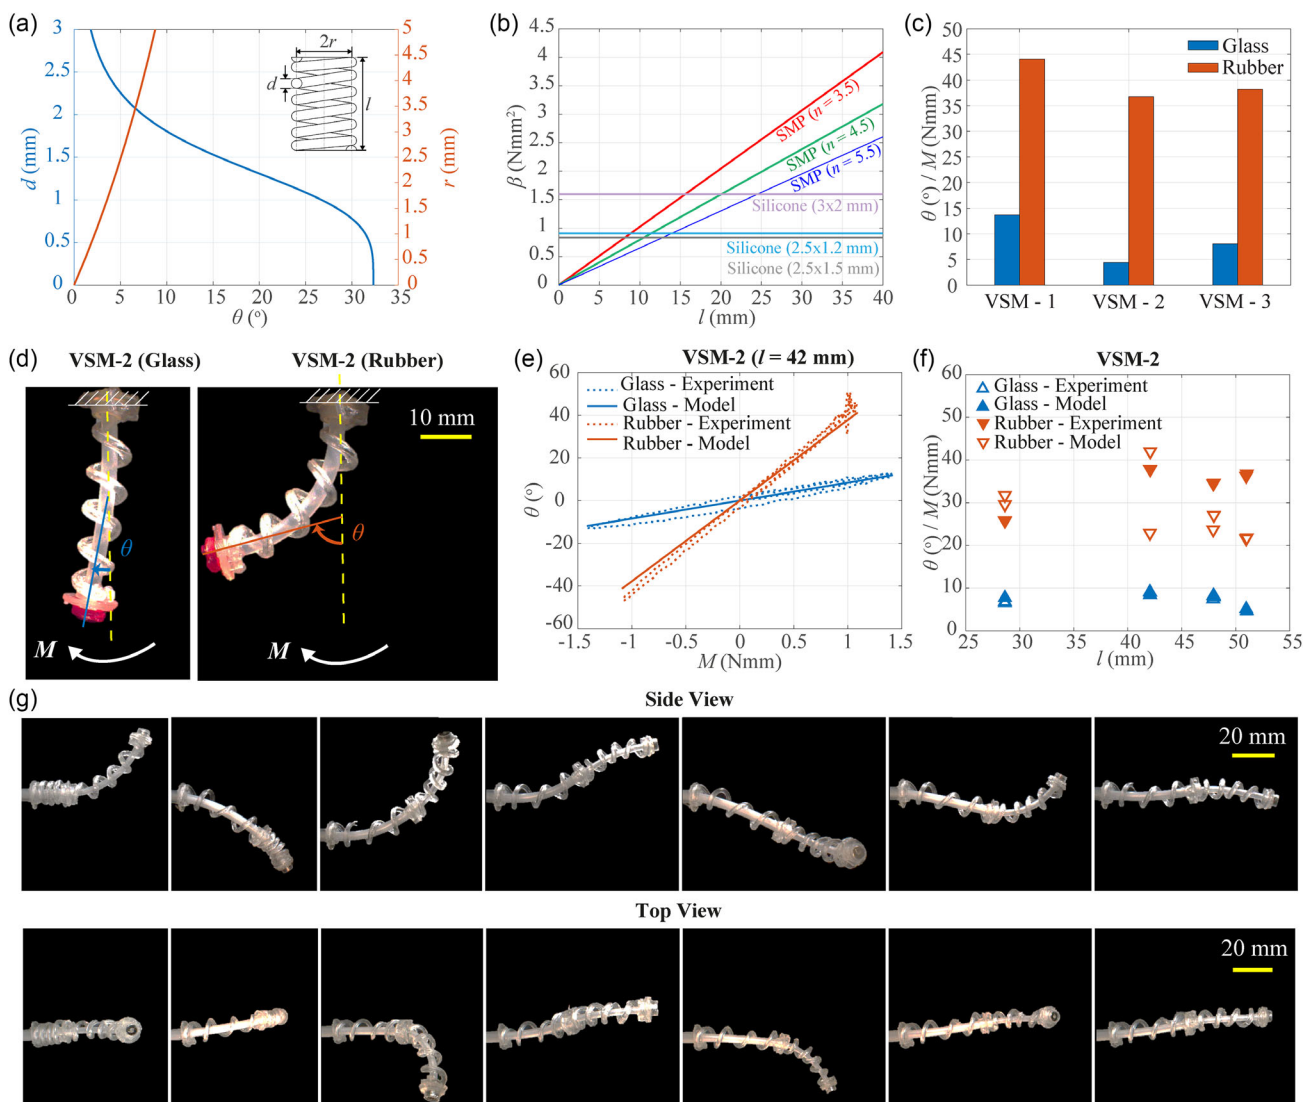 (a)
3
2.5
2
1.5
1
0.5
0
d (mm)
0
5
10
15
20
25
30
35
θ (°)
5
4.5
4
3.5
3
2.5
2
1.5
1
0.5
0
r (mm)
2r
d
l
(b)
4.5
4
3.5
3
2.5
2
1.5
1
0.5
0
β (Nmm²)
SMP (n = 3.5)
SMP (n = 4.5)
SMP (n = 5.5)
Silicone (3x2 mm)
Silicone (2.5x1.2 mm)
Silicone (2.5x1.5 mm)
0
5
10
15
20
25
30
35
40
l (mm)
(c)
50
45
40
35
30
25
20
15
10
5
0
θ (°) / M (Nmm)
Glass
Rubber
VSM - 1
VSM - 2
VSM - 3
(d)
VSM-2 (Glass)
VSM-2 (Rubber)
10 mm
θ
θ
M
M
(e)
VSM-2 (l = 42 mm)
60
40
20
0
-20
-40
-60
θ (°)
Glass - Experiment
Glass - Model
Rubber - Experiment
Rubber - Model
-1.5
-1
-0.5
0
0.5
1
1.5
M (Nmm)
(f)
VSM-2
60
50
40
30
20
10
0
θ (°) / M (Nmm)
Glass - Experiment
Glass - Model
Rubber - Experiment
Rubber - Model
25
30
35
40
45
50
55
l (mm)
(g)
Side View
20 mm
Top View
20 mm